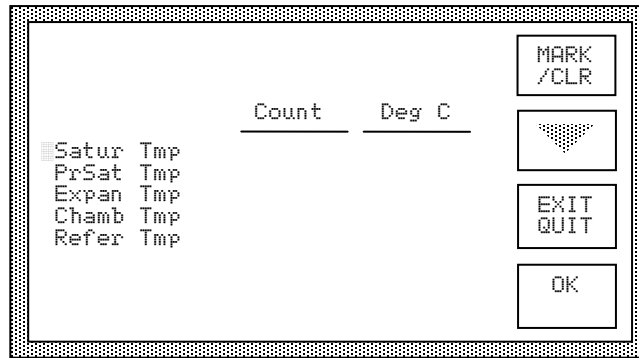 MARK
/CLR
Count Deg C
Satur Tmp
PrSat Tmp
Expan Tmp
Chamb Tmp
Refer Tmp
EXIT
QUIT
OK